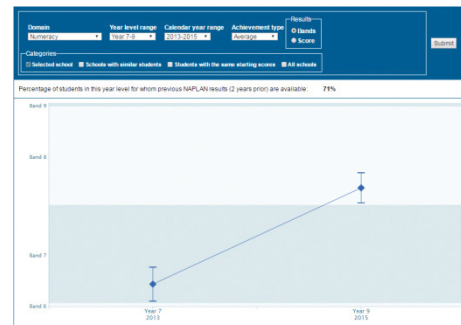 Results
Domain Year level range Calendar year range Achievement type
Bands
Numeracy Year 7-9 2013-2015 Average
Score
Submit
Categories
Selected school Schools with similar students Students with the same starting score All schools
Percentage of students in this year level for whom previous NAPLAN results (2 years prior) are available: 71%
Band 9
Band 8
Band 7
Band 6
Year 7 Year 9
2013 2015